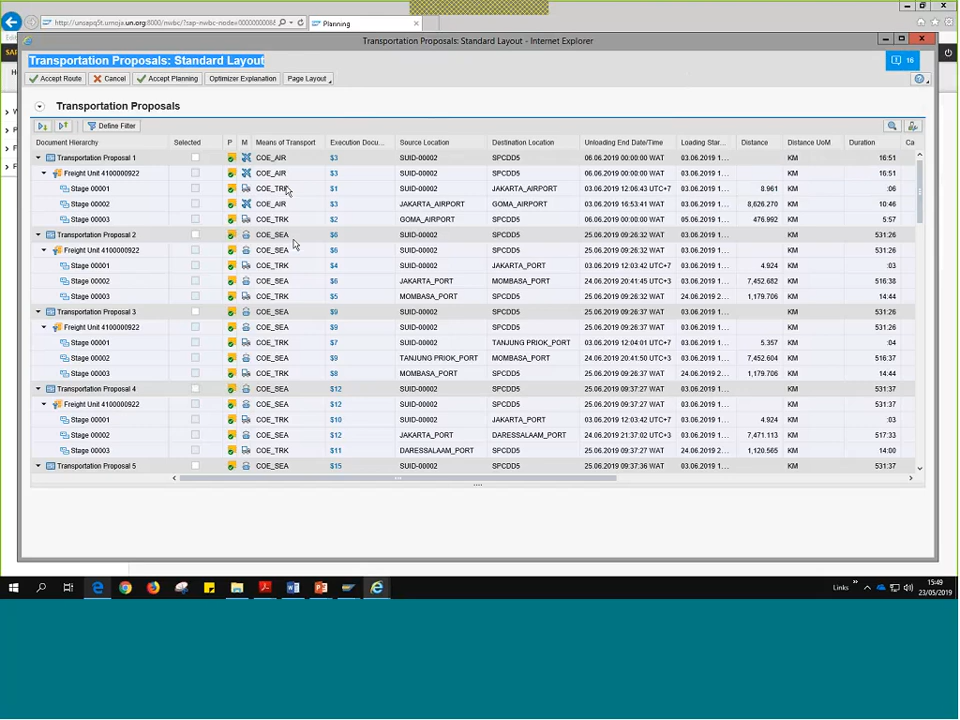 http://unsapq5t.umoja.un.org:8000/nwbc/?sap-nwbc-node=
Planning
Transportation Proposals: Standard Layout - Internet Explorer
Transportation Proposals: Standard Layout
16
Accept Route Cancel Accept Planning Optimizer Explanation Page Layout
Transportation Proposals
Define Filter
Document Hierarchy Selected P M Means of Transport Execution Docu... Source Location Destination Location Unloading End Date/Time Loading Star... Distance Distance UoM Duration Ca
Transportation Proposal 1 COE_AIR $3 SUID-00002 SPCDD5 06.06.2019 00:00:00 WAT 03.06.2019 1... KM 16:51
Freight Unit 4100000922 COE_AIR $3 SUID-00002 SPCDD5 06.06.2019 00:00:00 WAT 03.06.2019 1... KM 16:51
Stage 00001 COE_TRK $1 SUID-00002 JAKARTA_AIRPORT 03.06.2019 12:06:43 UTC+7 03.06.2019 1... 8.961 KM :06
Stage 00002 COE_AIR $3 JAKARTA_AIRPORT GOMA_AIRPORT 03.06.2019 16:53:41 WAT 03.06.2019 1... 8,626.270 KM 10:46
Stage 00003 COE_TRK $2 GOMA_AIRPORT SPCDD5 06.06.2019 00:00:00 WAT 05.06.2019 1... 476.992 KM 5:57
Transportation Proposal 2 COE_SEA $6 SUID-00002 SPCDD5 25.06.2019 09:26:32 WAT 03.06.2019 1... KM 531:26
Freight Unit 4100000922 COE_SEA $6 SUID-00002 SPCDD5 25.06.2019 09:26:32 WAT 03.06.2019 1... KM 531:26
Stage 00001 COE_TRK $4 SUID-00002 JAKARTA_PORT 03.06.2019 12:03:42 UTC+7 03.06.2019 1... 4.924 KM :03
Stage 00002 COE_SEA $6 JAKARTA_PORT MOMBASA_PORT 24.06.2019 20:41:45 UTC+3 03.06.2019 1... 7,452.682 KM 516:38
Stage 00003 COE_TRK $5 MOMBASA_PORT SPCDD5 25.06.2019 09:26:32 WAT 24.06.2019 2... 1,179.706 KM 14:44
Transportation Proposal 3 COE_SEA $9 SUID-00002 SPCDD5 25.06.2019 09:26:37 WAT 03.06.2019 1... KM 531:26
Freight Unit 4100000922 COE_SEA $9 SUID-00002 SPCDD5 25.06.2019 09:26:37 WAT 03.06.2019 1... KM 531:26
Stage 00001 COE_TRK $7 SUID-00002 TANJUNG PRIOK_PORT 03.06.2019 12:04:01 UTC+7 03.06.2019 1... 5.357 KM :04
Stage 00002 COE_SEA $9 TANJUNG PRIOK_PORT MOMBASA_PORT 24.06.2019 20:41:50 UTC+3 03.06.2019 1... 7,452.604 KM 516:37
Stage 00003 COE_TRK $8 MOMBASA_PORT SPCDD5 25.06.2019 09:26:37 WAT 24.06.2019 2... 1,179.706 KM 14:44
Transportation Proposal 4 COE_SEA $12 SUID-00002 SPCDD5 25.06.2019 09:37:27 WAT 03.06.2019 1... KM 531:37
Freight Unit 4100000922 COE_SEA $12 SUID-00002 SPCDD5 25.06.2019 09:37:27 WAT 03.06.2019 1... KM 531:37
Stage 00001 COE_TRK $10 SUID-00002 JAKARTA_PORT 03.06.2019 12:03:42 UTC+7 03.06.2019 1... 4.924 KM :03
Stage 00002 COE_SEA $12 JAKARTA_PORT DARESSALAAM_PORT 24.06.2019 21:37:02 UTC+3 03.06.2019 1... 7,471.113 KM 517:33
Stage 00003 COE_TRK $11 DARESSALAAM_PORT SPCDD5 25.06.2019 09:37:27 WAT 24.06.2019 2... 1,120.565 KM 14:00
Transportation Proposal 5 COE_SEA $15 SUID-00002 SPCDD5 25.06.2019 09:37:36 WAT 03.06.2019 1... KM 531:37
Links
15:49
23/05/2019